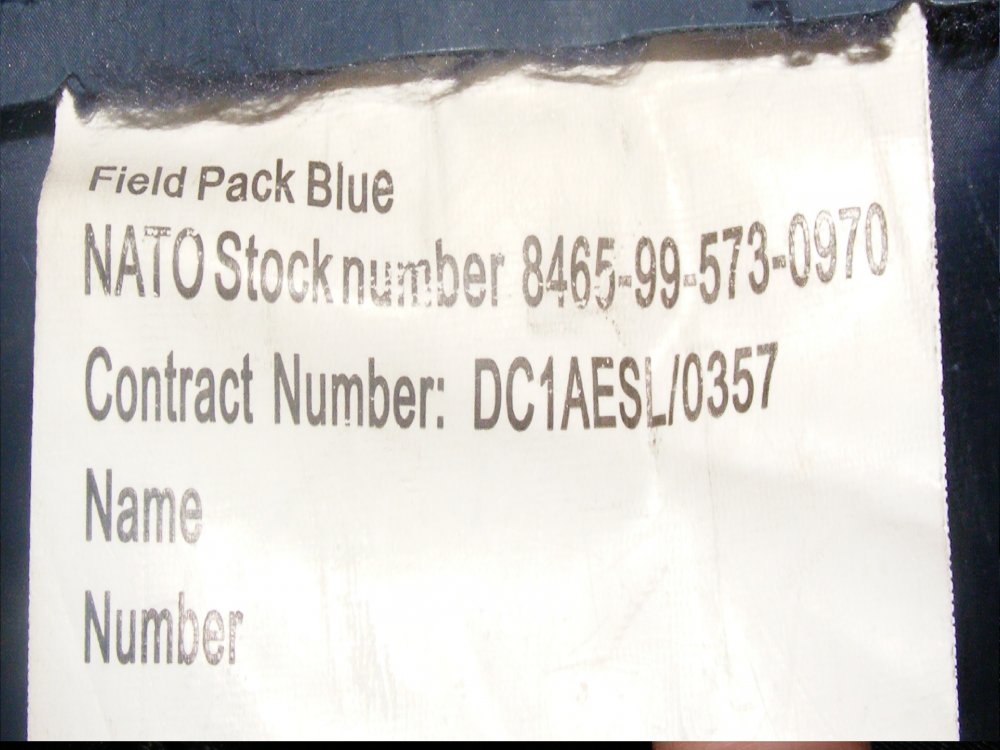 Field Pack Blue
NATO Stock number 8465-99-573-0970
Contract Number: DC1AESL/0357
Name
Number